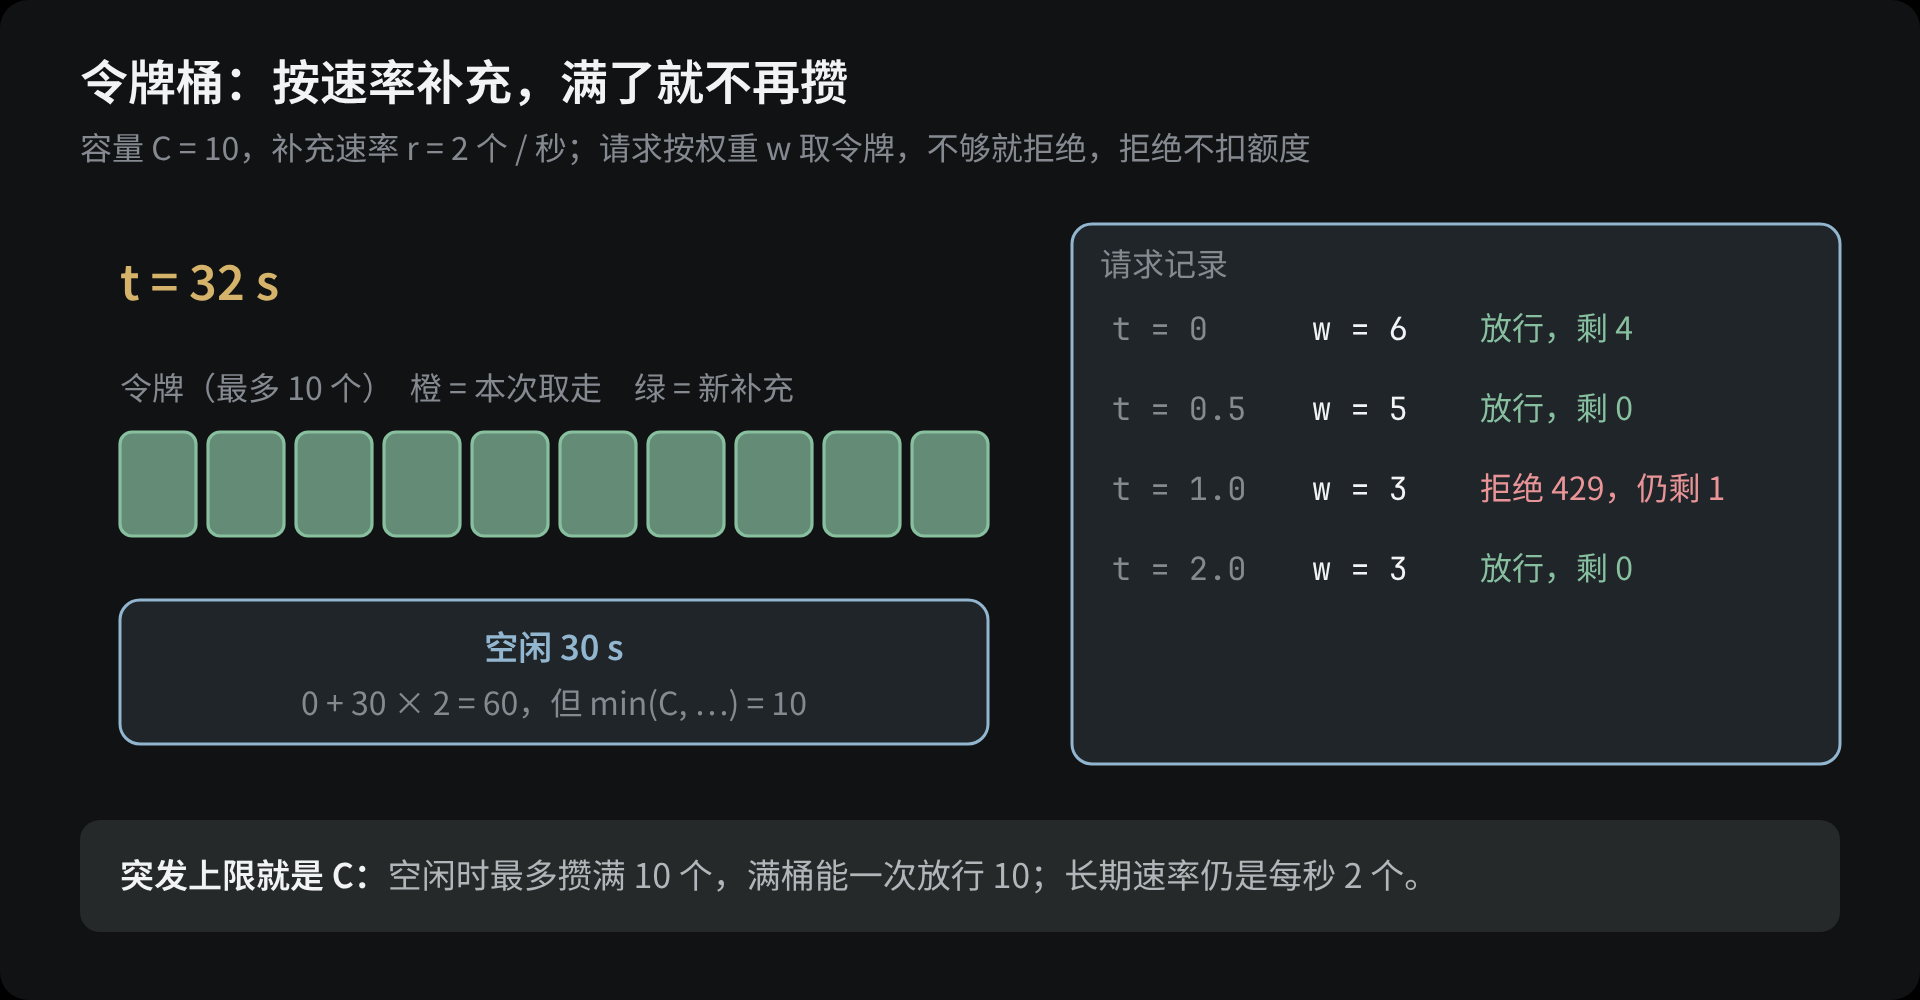 令牌桶：按速率补充，满了就不再攒
容量 C = 10，补充速率 r = 2 个 / 秒；请求按权重 w 取令牌，不够就拒绝，拒绝不扣额度
t = 32 s
令牌（最多 10 个） 橙 = 本次取走 绿 = 新补充
空闲 30 s
0 + 30 × 2 = 60，但 min(C, …) = 10
请求记录
t = 0 w = 6 放行，剩 4
t = 0.5 w = 5 放行，剩 0
t = 1.0 w = 3 拒绝 429，仍剩 1
t = 2.0 w = 3 放行，剩 0
突发上限就是 C：空闲时最多攒满 10 个，满桶能一次放行 10；长期速率仍是每秒 2 个。